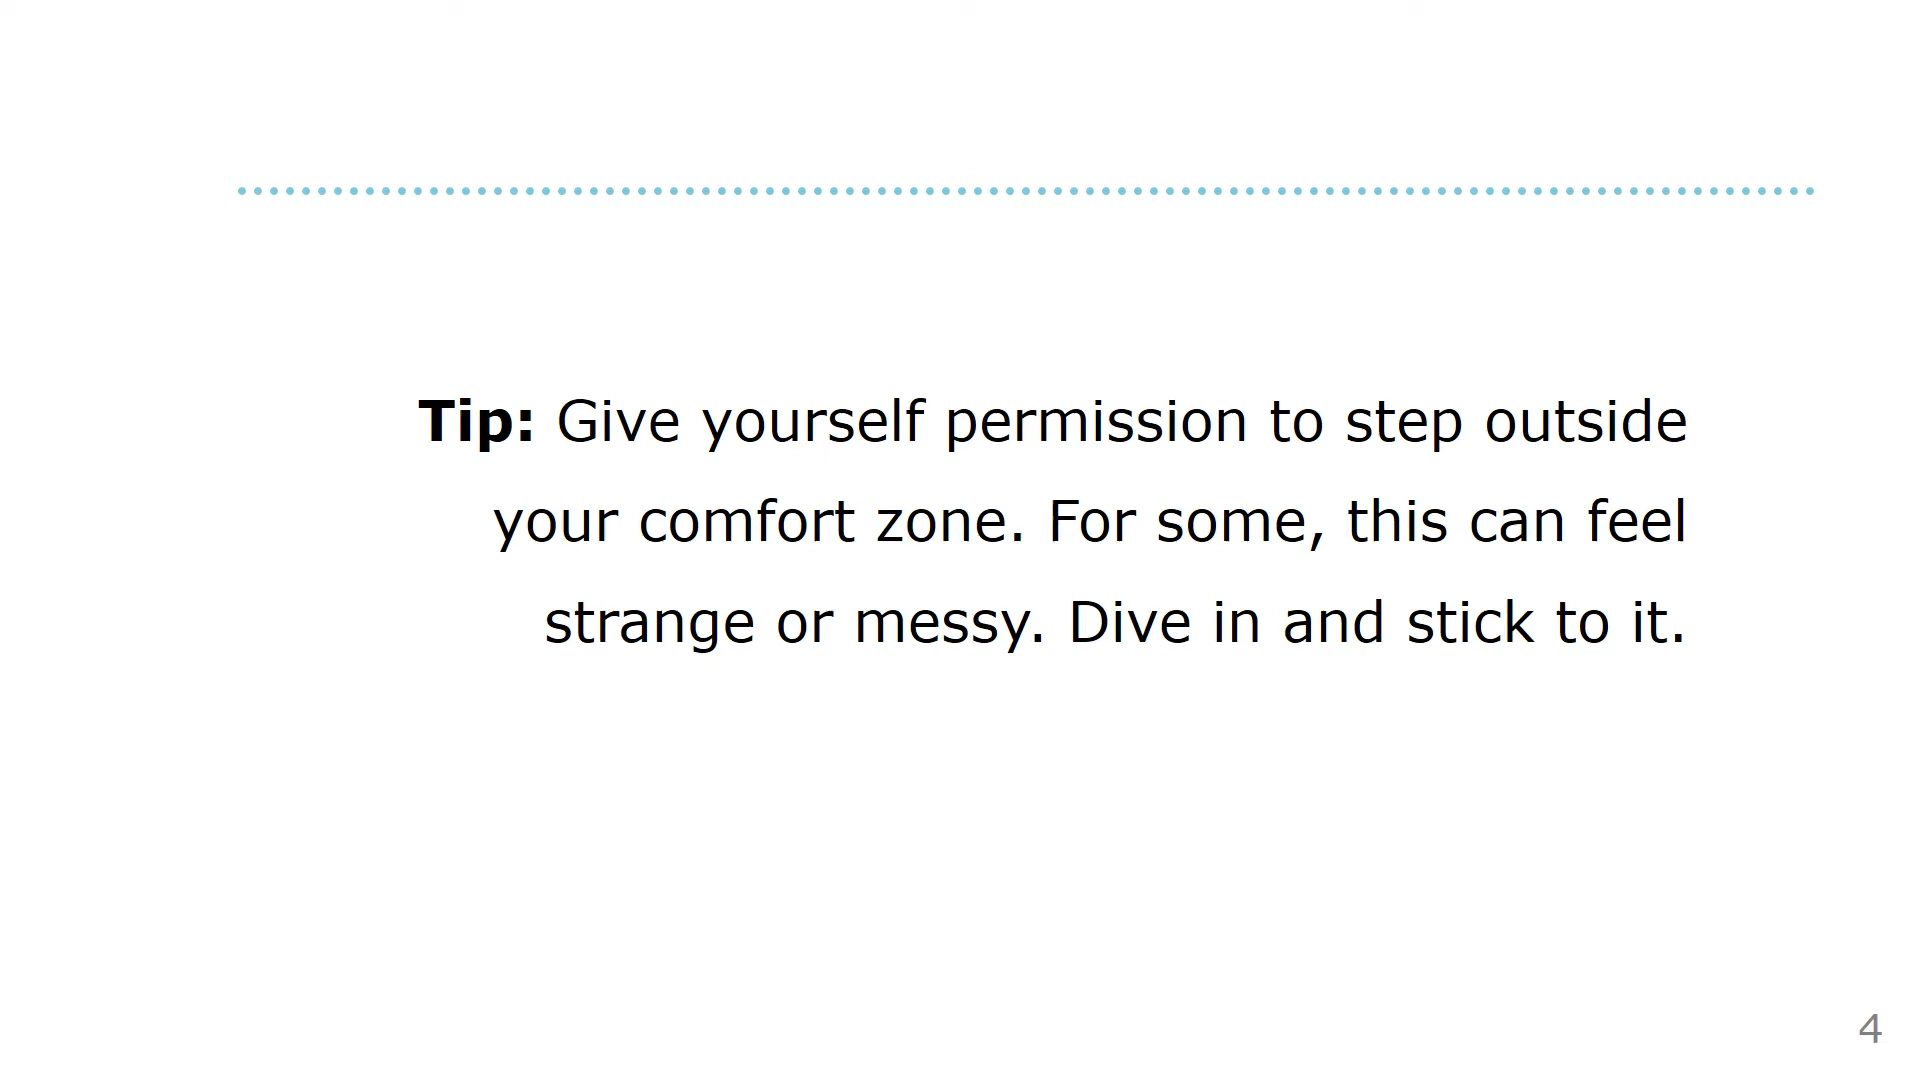 Tip: Give yourself permission to step outside
your comfort zone. For some, this can feel
strange or messy. Dive in and stick to it.
4